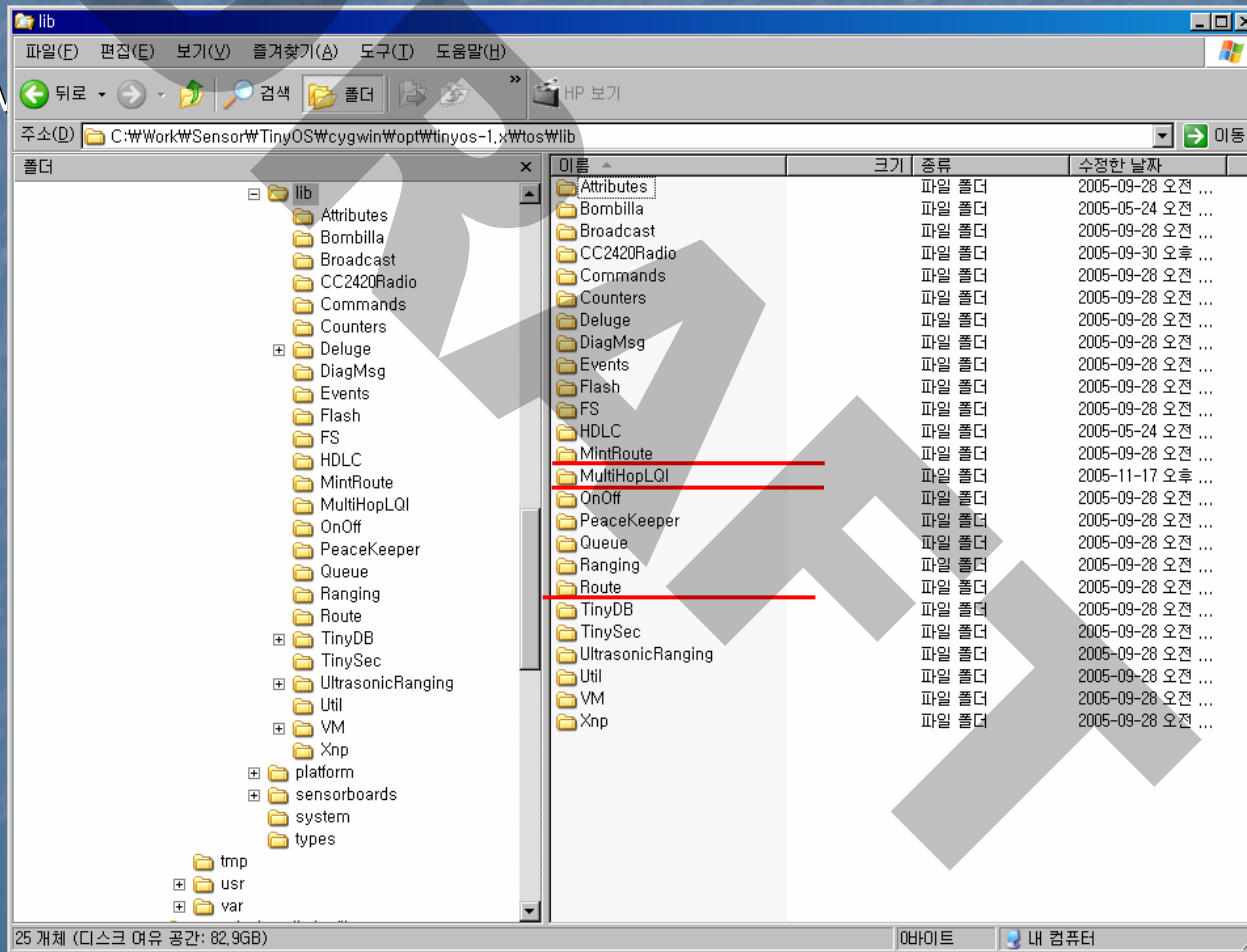 lib
파일(F) 편집(E) 보기(V) 즐겨찾기(A) 도구(T) 도움말(H)
뒤로 검색 폴더 » HP 보기
주소(D) C:₩Work₩Sensor₩TinyOS₩cygwin₩opt₩tinyos-1.x₩tos₩lib 이동
폴더 x
lib
Attributes
Bombilla
Broadcast
CC2420Radio
Commands
Counters
Deluge
DiagMsg
Events
Flash
FS
HDLC
MintRoute
MultiHopLQI
OnOff
PeaceKeeper
Queue
Ranging
Route
TinyDB
TinySec
UltrasonicRanging
Util
VM
Xnp
platform
sensorboards
system
types
tmp
usr
var
이름 크기 종류 수정한 날짜
Attributes 파일 폴더 2005-09-28 오전 ...
Bombilla 파일 폴더 2005-05-24 오전 ...
Broadcast 파일 폴더 2005-09-28 오전 ...
CC2420Radio 파일 폴더 2005-09-30 오후 ...
Commands 파일 폴더 2005-09-28 오전 ...
Counters 파일 폴더 2005-09-28 오전 ...
Deluge 파일 폴더 2005-09-28 오전 ...
DiagMsg 파일 폴더 2005-09-28 오전 ...
Events 파일 폴더 2005-09-28 오전 ...
Flash 파일 폴더 2005-09-28 오전 ...
FS 파일 폴더 2005-09-28 오전 ...
HDLC 파일 폴더 2005-05-24 오전 ...
MintRoute 파일 폴더 2005-09-28 오전 ...
MultiHopLQI 파일 폴더 2005-11-17 오후 ...
OnOff 파일 폴더 2005-09-28 오전 ...
PeaceKeeper 파일 폴더 2005-09-28 오전 ...
Queue 파일 폴더 2005-09-28 오전 ...
Ranging 파일 폴더 2005-09-28 오전 ...
Route 파일 폴더 2005-09-28 오전 ...
TinyDB 파일 폴더 2005-09-28 오전 ...
TinySec 파일 폴더 2005-09-28 오전 ...
UltrasonicRanging 파일 폴더 2005-09-28 오전 ...
Util 파일 폴더 2005-09-28 오전 ...
VM 파일 폴더 2005-09-28 오전 ...
Xnp 파일 폴더 2005-09-28 오전 ...
25 개체 (디스크 여유 공간: 82.9GB) 0바이트 내 컴퓨터
DRAFT